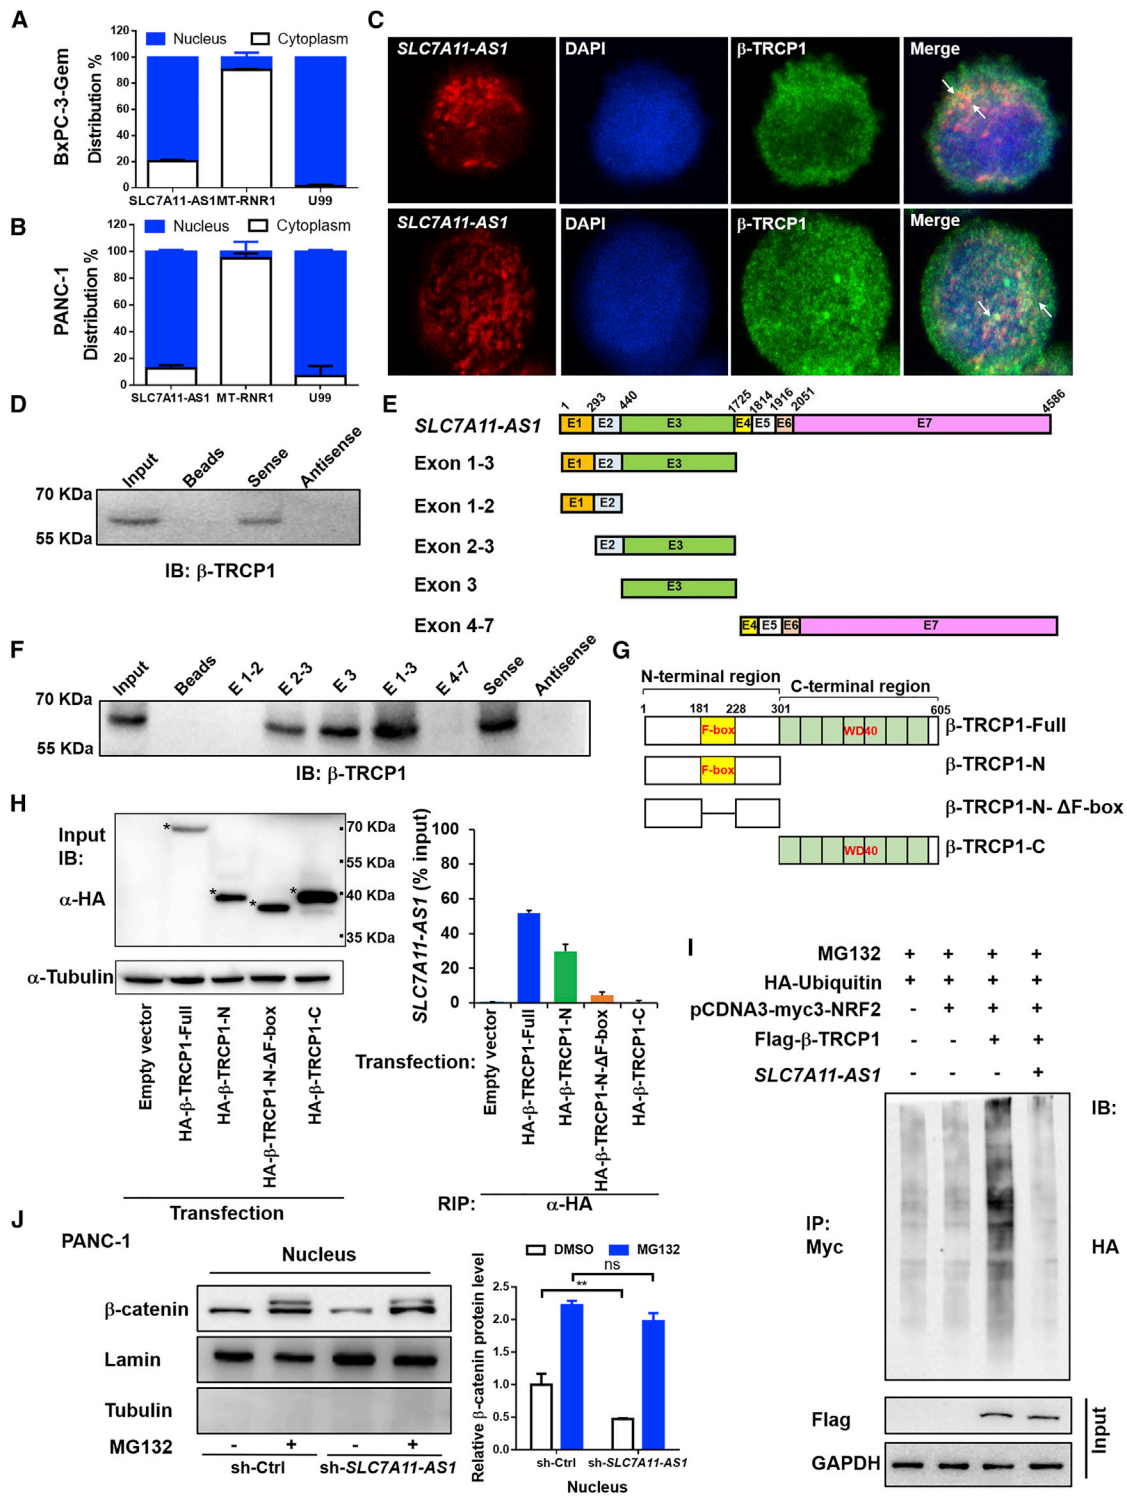 A
BxPC-3-Gem
Distribution %
Nucleus Cytoplasm
120
100
80
60
40
20
0
SLC7A11-AS1 MT-RNR1 U99
B
PANC-1
Distribution %
Nucleus Cytoplasm
120
100
80
60
40
20
0
SLC7A11-AS1 MT-RNR1 U99
C
SLC7A11-AS1 DAPI β-TRCP1 Merge
SLC7A11-AS1 DAPI β-TRCP1 Merge
D
Input Beads Sense Antisense
70 KDa
55 KDa
IB: β-TRCP1
E
1 293 440 1725 1814 1916 2051 4586
SLC7A11-AS1 E1 E2 E3 E4 E5 E6 E7
Exon 1-3 E1 E2 E3
Exon 1-2 E1 E2
Exon 2-3 E2 E3
Exon 3 E3
Exon 4-7 E4 E5 E6 E7
F
Input Beads E 1-2 E 2-3 E 3 E 1-3 E 4-7 Sense Antisense
70 KDa
55 KDa
IB: β-TRCP1
G
N-terminal region
C-terminal region
1 181 228 301 605
F-box WD40 β-TRCP1-Full
F-box β-TRCP1-N
β-TRCP1-N- ΔF-box
WD40 β-TRCP1-C
H
Input
IB:
α-HA
* * * *
70 KDa
55 KDa
40 KDa
35 KDa
α-Tubulin
Empty vector
HA-β-TRCP1-Full
HA-β-TRCP1-N
HA-β-TRCP1-N-ΔF-box
HA-β-TRCP1-C
Transfection
SLC7A11-AS1 (% input)
100
80
60
40
20
0
Transfection:
Empty vector
HA-β-TRCP1-Full
HA-β-TRCP1-N
HA-β-TRCP1-N-ΔF-box
HA-β-TRCP1-C
RIP: α-HA
I
MG132 + + + +
HA-Ubiquitin + + + +
pCDNA3-myc3-NRF2 - + + +
Flag-β-TRCP1 - - + +
SLC7A11-AS1 - - - +
IB:
IP:
Myc
HA
Flag
GAPDH
Input
J
PANC-1
Nucleus
β-catenin
Lamin
Tubulin
MG132 - + - +
sh-Ctrl sh-SLC7A11-AS1
DMSO MG132
ns
**
Relative β-catenin protein level
2.5
2.0
1.5
1.0
0.5
0.0
sh-Ctrl sh-SLC7A11-AS1
Nucleus